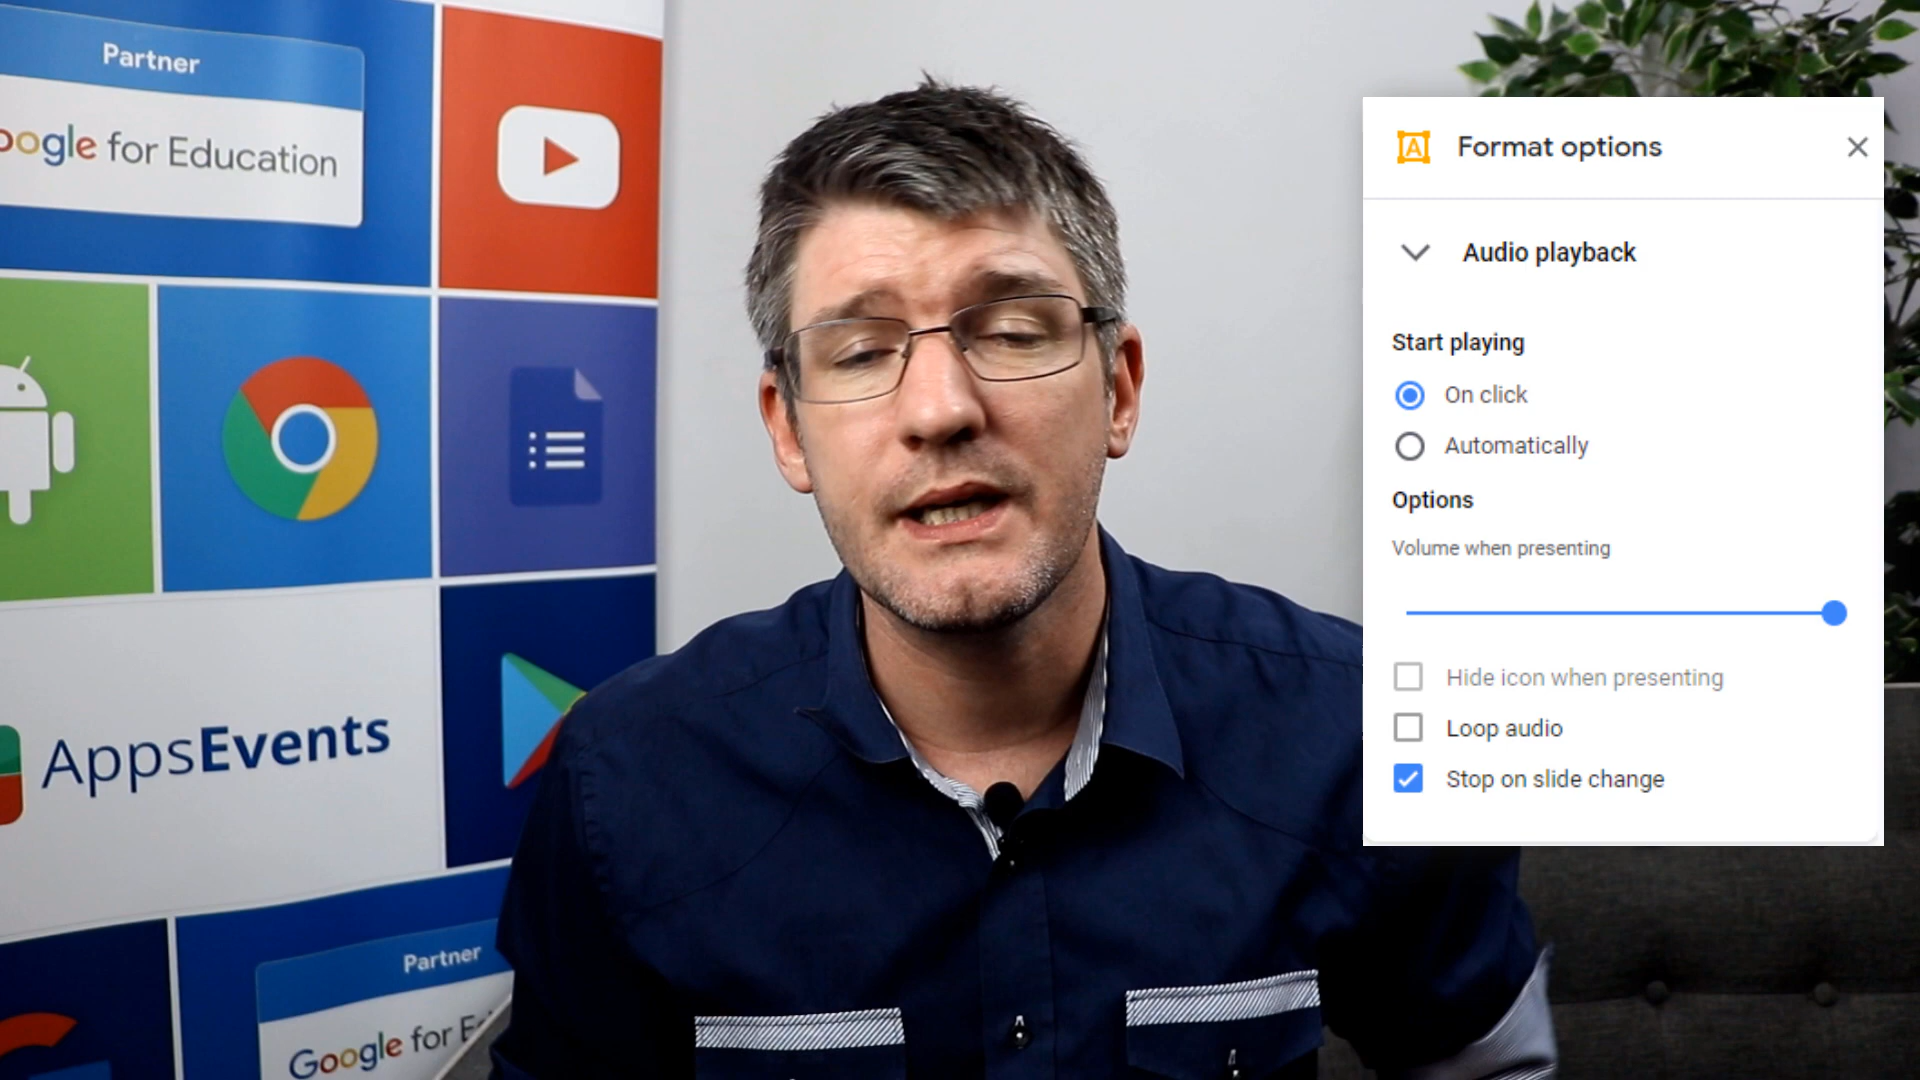 Partner
oogle for Education
AppsEvents
Partner
Google for E
Format options
Audio playback
Start playing
On click
Automatically
Options
Volume when presenting
Hide icon when presenting
Loop audio
Stop on slide change